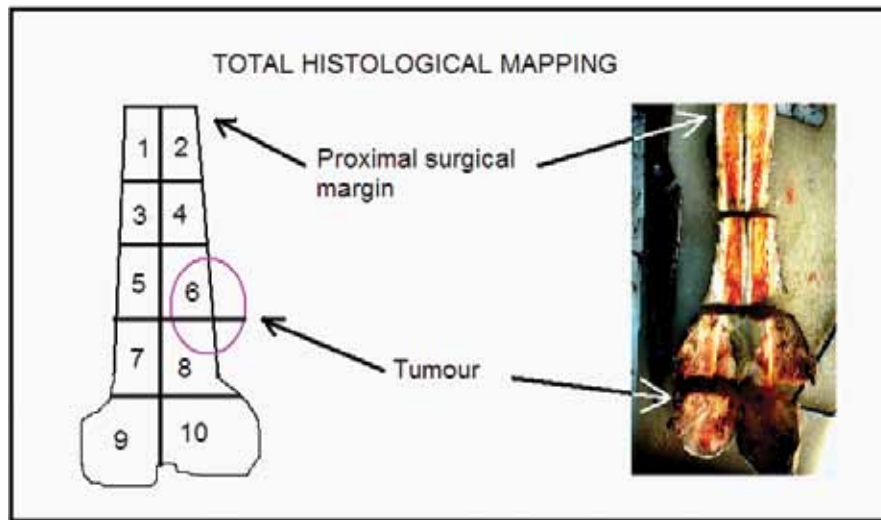 TOTAL HISTOLOGICAL MAPPING
1 2
Proximal surgical
margin
3 4
5 6
7 8
Tumour
9 10